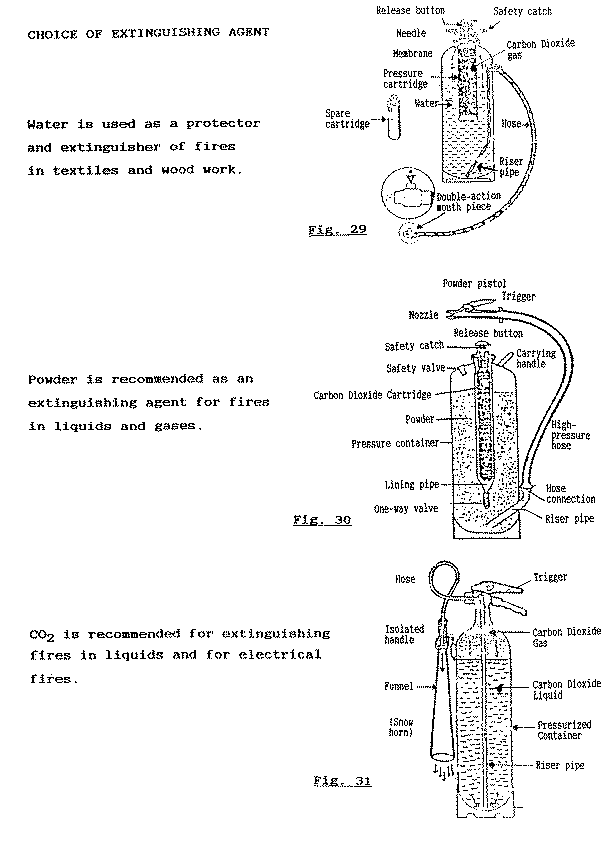 CHOICE OF EXTINGUISHING AGENT
Water is used as a protector
and extinguisher of fires
in textiles and wood work.
Release button
Safety catch
Needle
Carbon Dioxide
gas
Membrane
Pressure
cartridge
Water
Spare
cartridge
Hose
Riser
pipe
Double-action
mouth piece
Fig. 29
Powder is recommended as an
extinguishing agent for fires
in liquids and gases.
Powder pistol
Trigger
Nozzle
Release button
Safety catch
Carrying
handle
Safety valve
Carbon Dioxide Cartridge
Powder
Pressure container
High-
pressure
hose
Lining pipe
Hose
connection
One-way valve
Riser pipe
Fig. 30
CO2 is recommended for extinguishing
fires in liquids and for electrical
fires.
Hose
Trigger
Isolated
handle
Carbon Dioxide
Gas
Funnel
Carbon Dioxide
Liquid
(Snow
horn)
Pressurized
Container
Riser pipe
Fig. 31